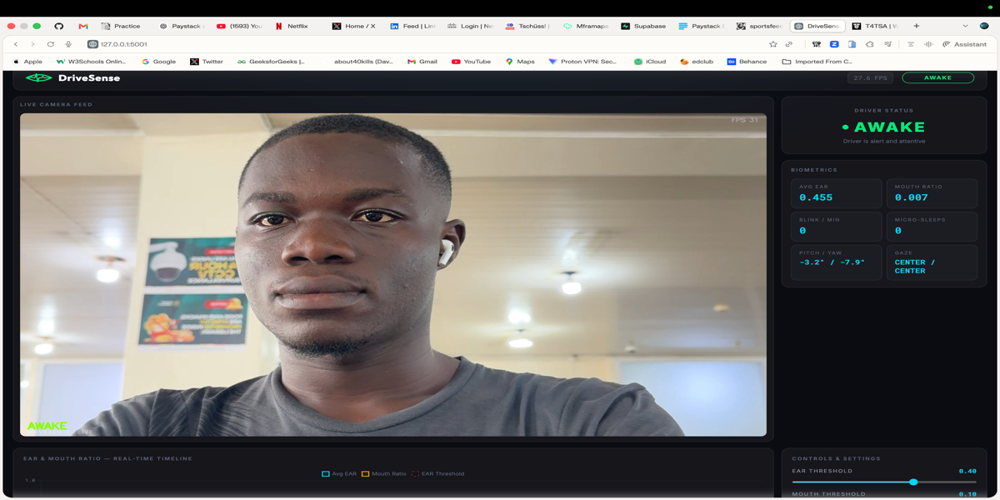 Practice
Paystack
(1593) You
Netflix
Home / X
Feed | Lin
Login | Ne
Tschüss! |
Mframapa
Supabase
Paystack
sportsfee
DriveSens
T4TSA | W
127.0.0.1:5001
Assistant
Apple
W3Schools Onlin...
Google
Twitter
GeeksforGeeks |...
about40kills (Dav...
Gmail
YouTube
Maps
Proton VPN: Sec...
iCloud
edclub
Behance
Imported From C...
DriveSense
27.6 FPS
AWAKE
LIVE CAMERA FEED
FPS 31
AWAKE
DRIVER STATUS
AWAKE
Driver is alert and attentive
BIOMETRICS
AVG EAR
0.455
MOUTH RATIO
0.007
BLINK / MIN
0
MICRO-SLEEPS
0
PITCH / YAW
-3.2° / -7.9°
GAZE
CENTER /
CENTER
EAR & MOUTH RATIO — REAL-TIME TIMELINE
Avg EAR
Mouth Ratio
EAR Threshold
1.0
CONTROLS & SETTINGS
EAR THRESHOLD
0.40
MOUTH THRESHOLD
0.10